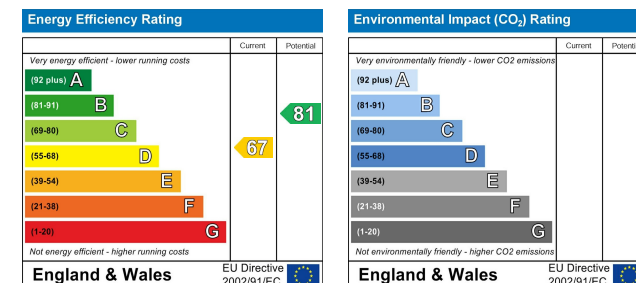 Energy Efficiency Rating
Current Potential
Very energy efficient - lower running costs
(92 plus) A
(81-91) B
81
(69-80) C
(55-68) D
67
(39-54) E
(21-38) F
(1-20) G
Not energy efficient - higher running costs
England & Wales
EU Directive
2002/91/EC
Environmental Impact (CO₂) Rating
Current Potenti
Very environmentally friendly - lower CO2 emissions
(92 plus) A
(81-91) B
(69-80) C
(55-68) D
(39-54) E
(21-38) F
(1-20) G
Not environmentally friendly - higher CO2 emissions
England & Wales
EU Directive
2002/91/EC